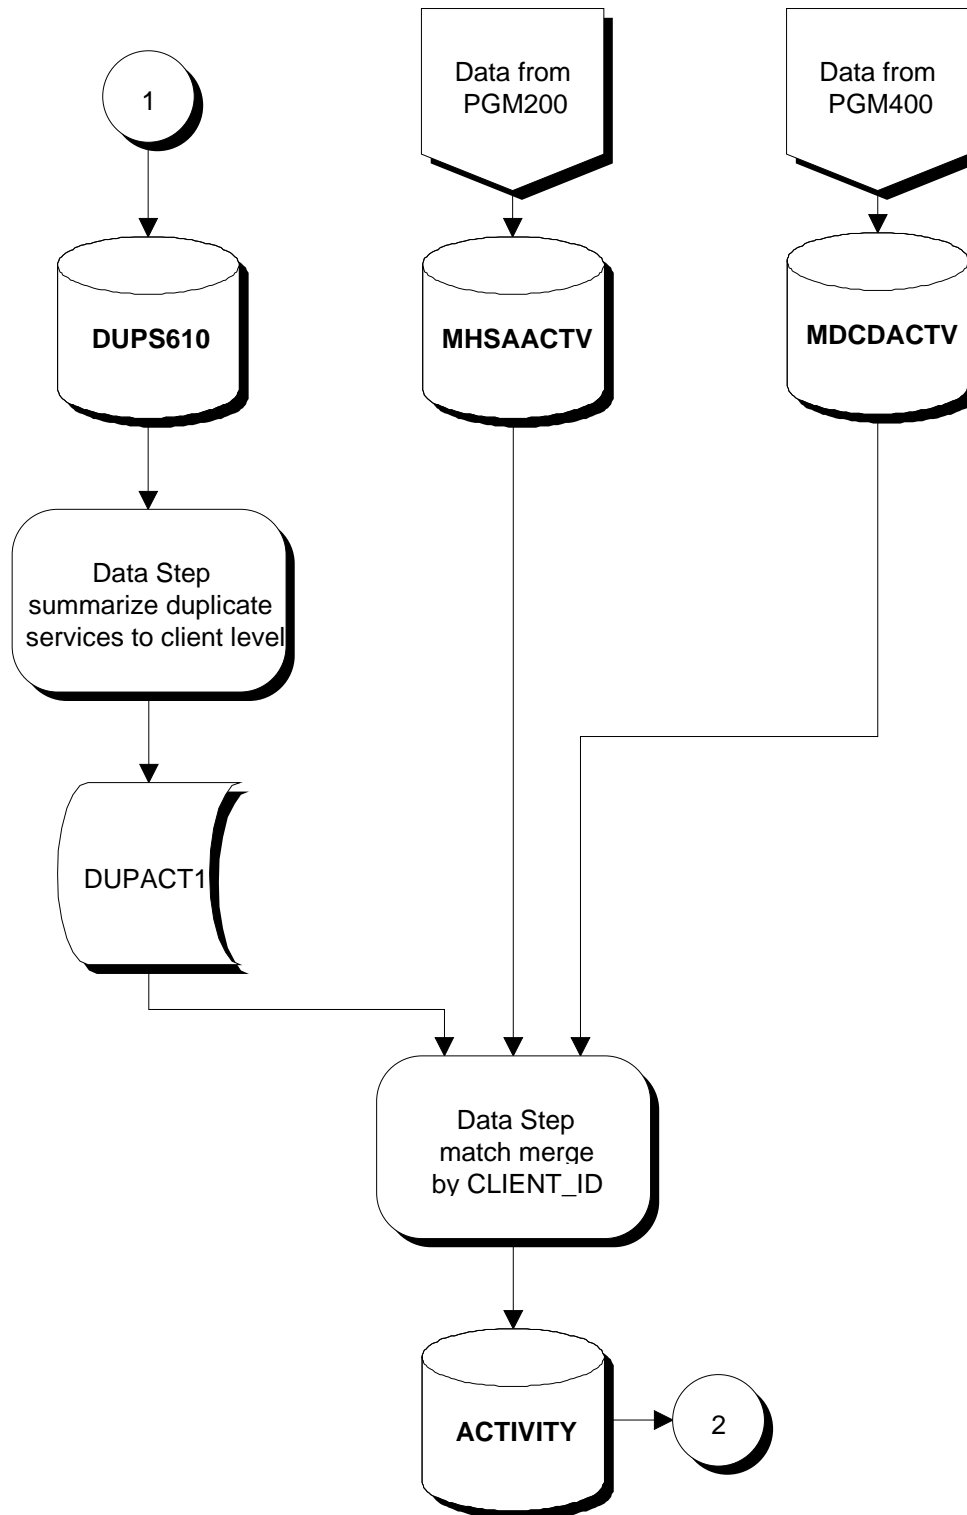 1
Data from
PGM200
Data from
PGM400
DUPS610
MHSAACTV
MDCDACTV
Data Step
summarize duplicate
services to client level
DUPACT1
Data Step
match merge
by CLIENT_ID
ACTIVITY
2